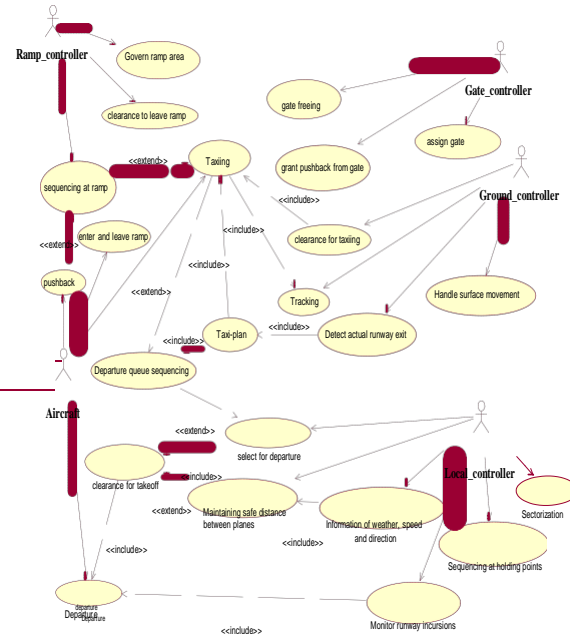 Ramp_controller
Govern ramp area
clearance to leave ramp
gate freeing
Gate_controller
assign gate
<<extend>>
Taxiing
grant pushback from gate
sequencing at ramp
<<include>>
Ground_controller
<<extend>>
enter and leave ramp
<<include>>
clearance for taxiing
<<include>>
pushback
<<extend>>
Tracking
Handle surface movement
Taxi-plan
<<include>>
Detect actual runway exit
<<include>>
Departure queue sequencing
Aircraft
<<extend>>
select for departure
clearance for takeoff
<<include>>
Local_controller
Sectorization
<<extend>>
Maintaining safe distance
between planes
Information of weather, speed
and direction
<<include>>
<<include>>
Sequencing at holding points
departure
Departure
Departure
Monitor runway incursions
<<include>>